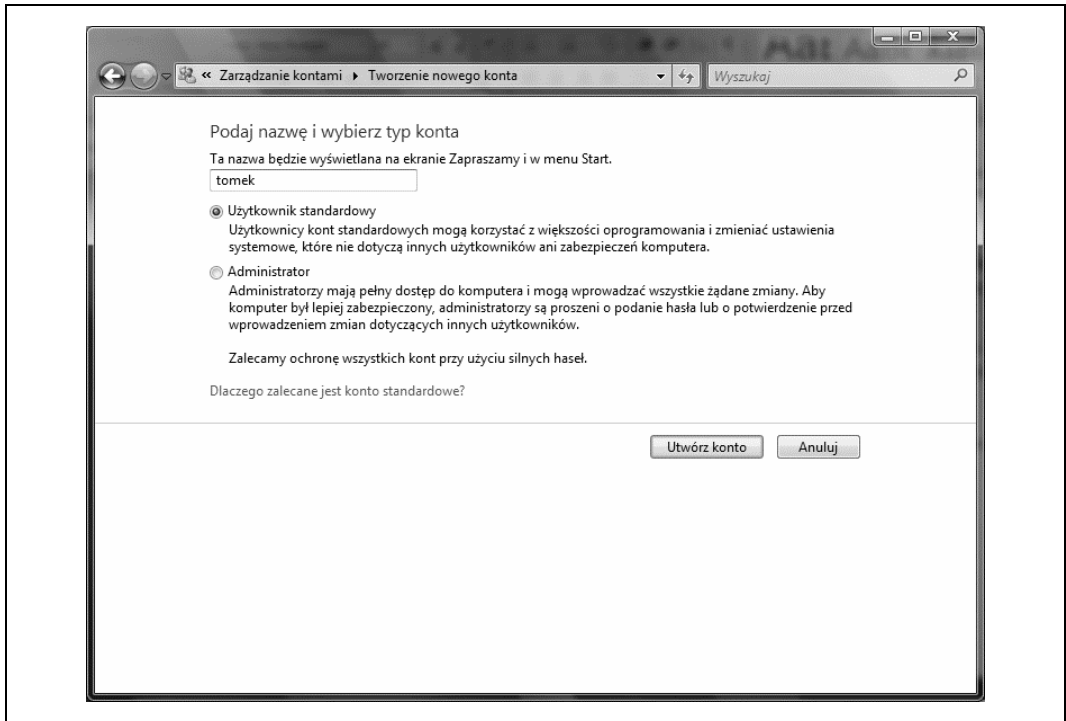 « Zarządzanie kontami ▸ Tworzenie nowego konta
Wyszukaj
Podaj nazwę i wybierz typ konta
Ta nazwa będzie wyświetlana na ekranie Zapraszamy i w menu Start.
tomek
Użytkownik standardowy
Użytkownicy kont standardowych mogą korzystać z większości oprogramowania i zmieniać ustawienia
systemowe, które nie dotyczą innych użytkowników ani zabezpieczeń komputera.
Administrator
Administratorzy mają pełny dostęp do komputera i mogą wprowadzać wszystkie żądane zmiany. Aby
komputer był lepiej zabezpieczony, administratorzy są proszeni o podanie hasła lub o potwierdzenie przed
wprowadzeniem zmian dotyczących innych użytkowników.
Zalecamy ochronę wszystkich kont przy użyciu silnych haseł.
Dlaczego zalecane jest konto standardowe?
Utwórz konto
Anuluj